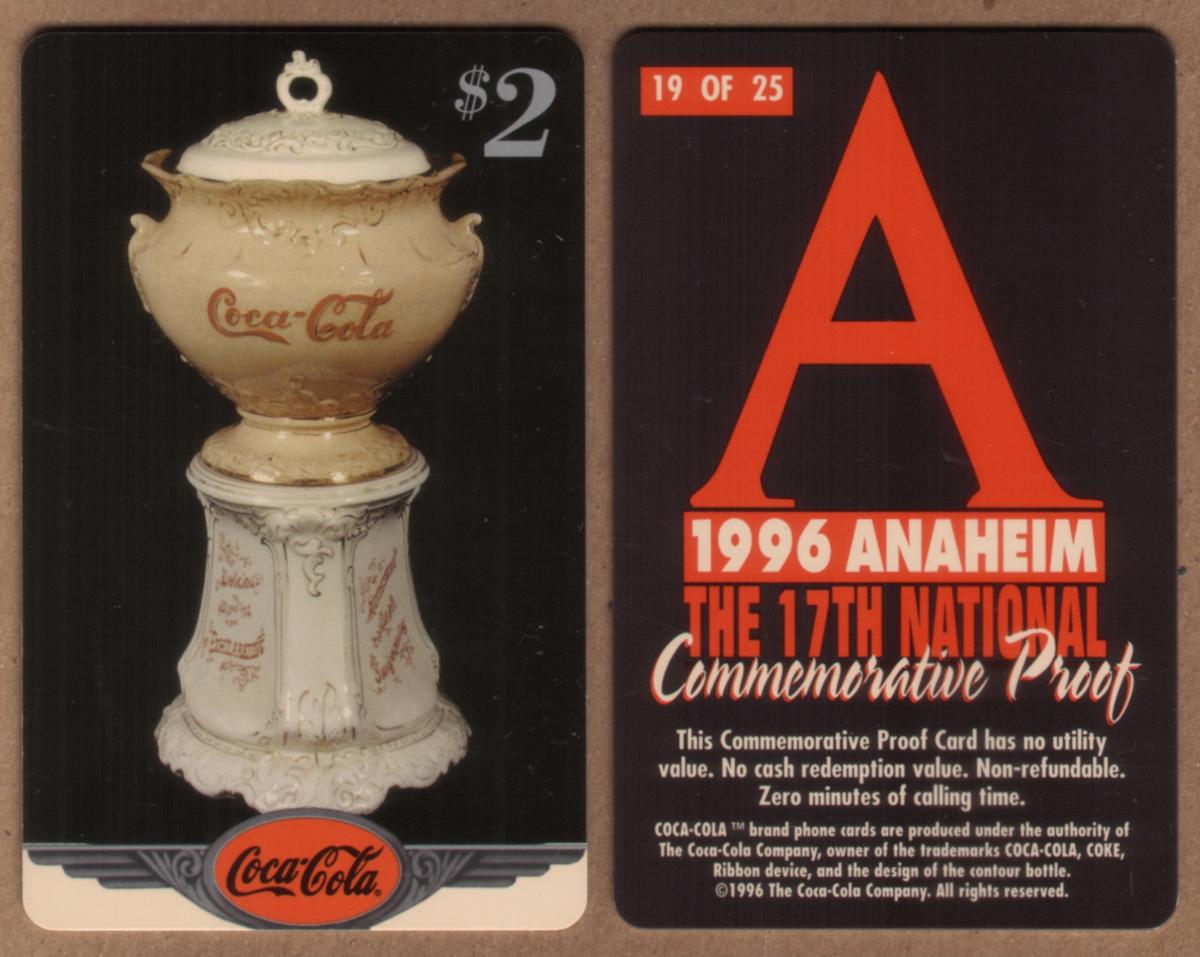 $2
Coca-Cola
Delicious
EXHILARATING
Coca-Cola®
19 OF 25
A
1996 ANAHEIM
THE 17TH NATIONAL
Commemorative Proof
This Commemorative Proof Card has no utility
value. No cash redemption value. Non-refundable.
Zero minutes of calling time.
COCA-COLA ™ brand phone cards are produced under the authority of
The Coca-Cola Company, owner of the trademarks COCA-COLA, COKE,
Ribbon device, and the design of the contour bottle.
©1996 The Coca-Cola Company. All rights reserved.